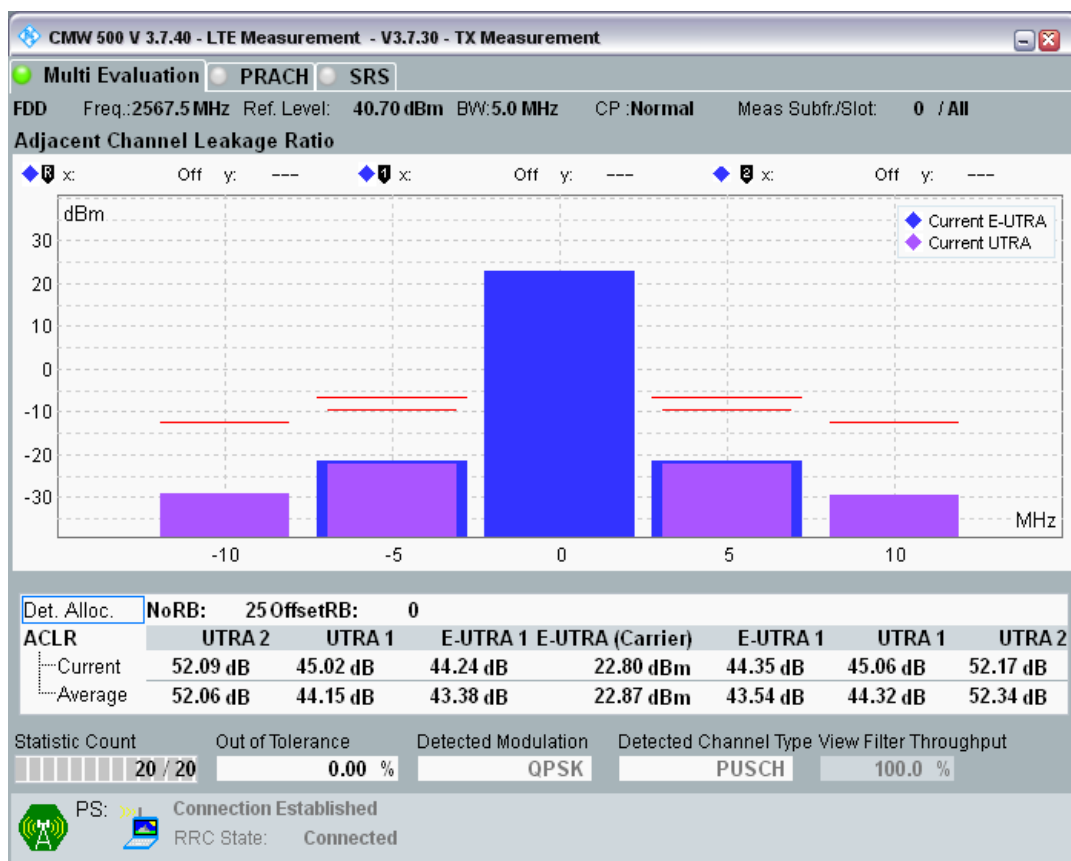 CMW 500 V 3.7.40 - LTE Measurement - V3.7.30 - TX Measurement
Multi Evaluation PRACH SRS
FDD Freq.:2567.5 MHz Ref. Level: 40.70 dBm BW:5.0 MHz CP :Normal Meas Subfr./Slot: 0 / All
Adjacent Channel Leakage Ratio
R x: Off y: --- 1 x: Off y: --- 2 x: Off y: ---
dBm
Current E-UTRA
Current UTRA
30
20
10
0
-10
-20
-30
MHz
-10 -5 0 5 10
Det. Alloc. NoRB: 25 OffsetRB: 0
ACLR UTRA 2 UTRA 1 E-UTRA 1 E-UTRA (Carrier) E-UTRA 1 UTRA 1 UTRA 2
Current 52.09 dB 45.02 dB 44.24 dB 22.80 dBm 44.35 dB 45.06 dB 52.17 dB
Average 52.06 dB 44.15 dB 43.38 dB 22.87 dBm 43.54 dB 44.32 dB 52.34 dB
Statistic Count Out of Tolerance Detected Modulation Detected Channel Type View Filter Throughput
20 / 20 0.00 % QPSK PUSCH 100.0 %
PS: Connection Established
RRC State: Connected